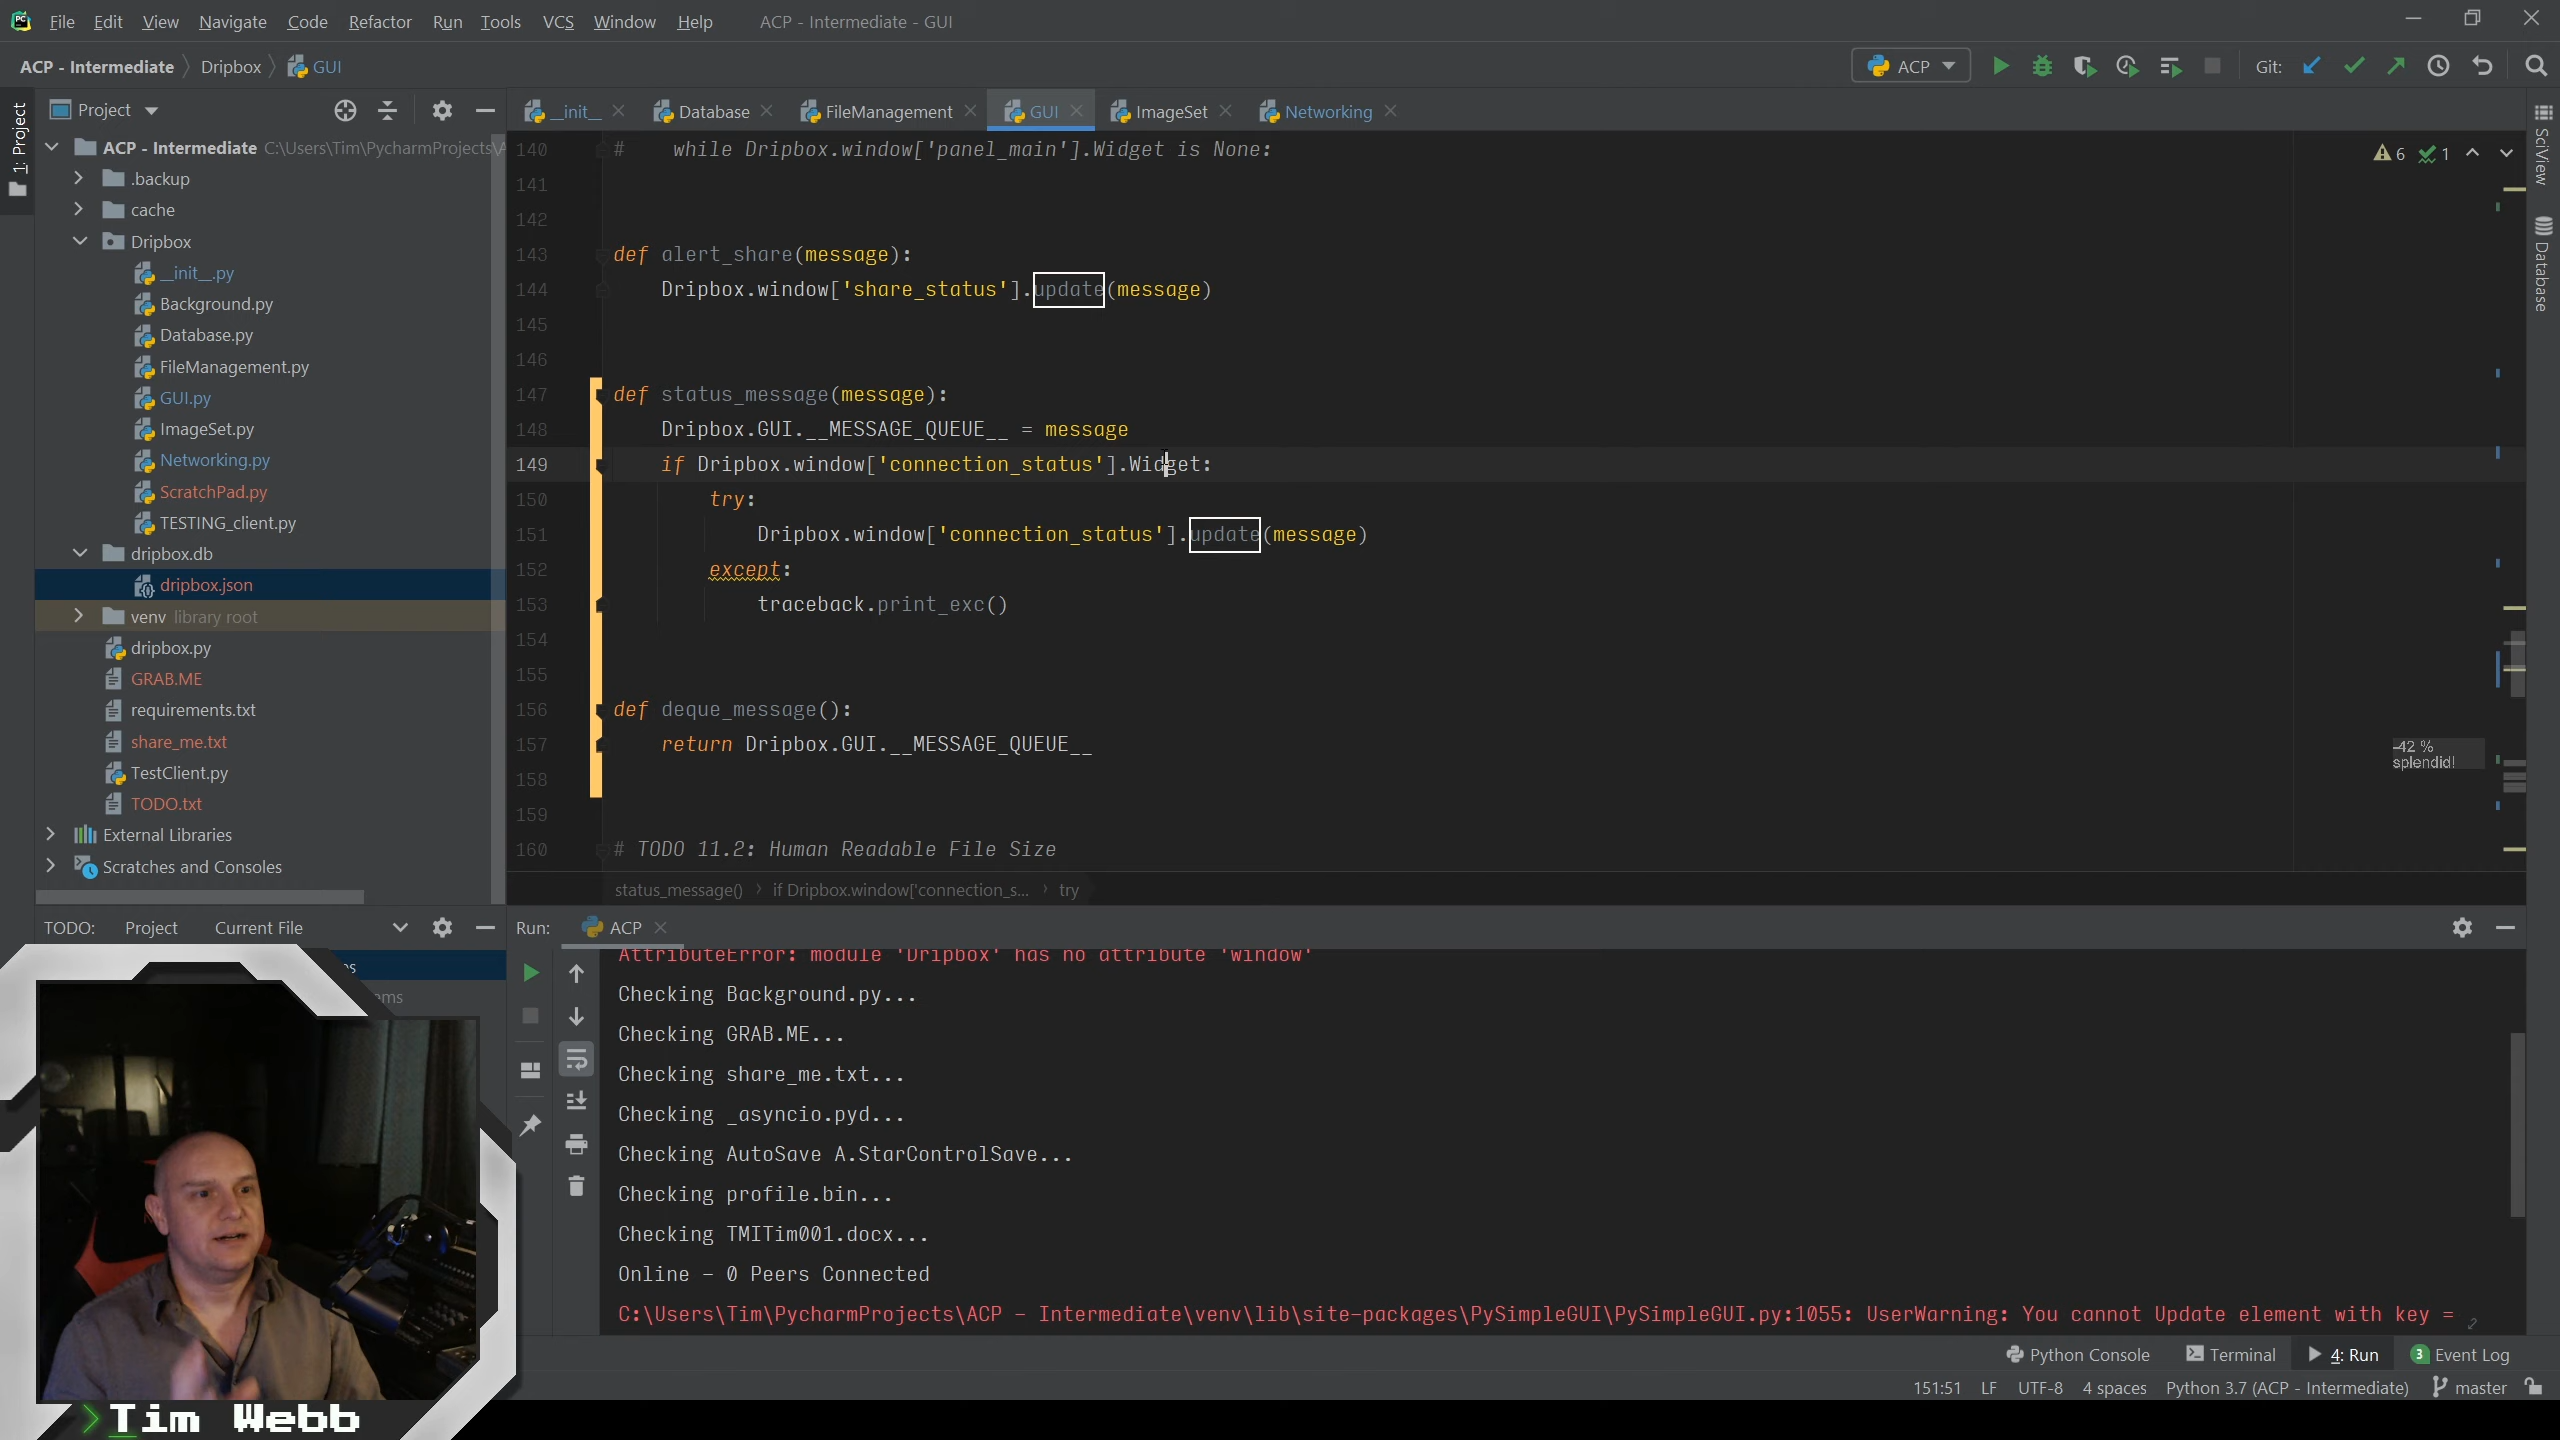 File Edit View Navigate Code Refactor Run Tools VCS Window Help ACP - Intermediate - GUI
ACP - Intermediate Dripbox GUI ACP Git:
1: Project
Project
ACP - Intermediate C:\Users\Tim\PycharmProjects\A
.backup
cache
Dripbox
__init__.py
Background.py
Database.py
FileManagement.py
GUI.py
ImageSet.py
Networking.py
ScratchPad.py
TESTING_client.py
dripbox.db
dripbox.json
venv library root
dripbox.py
GRAB.ME
requirements.txt
share_me.txt
TestClient.py
TODO.txt
External Libraries
Scratches and Consoles
__init__ Database FileManagement GUI ImageSet Networking
6 1
140 #    while Dripbox.window['panel_main'].Widget is None:
141
142
143 def alert_share(message):
144     Dripbox.window['share_status'].update(message)
145
146
147 def status_message(message):
148     Dripbox.GUI.__MESSAGE_QUEUE__ = message
149     if Dripbox.window['connection_status'].Widget:
150         try:
151             Dripbox.window['connection_status'].update(message)
152         except:
153             traceback.print_exc()
154
155
156 def deque_message():
157     return Dripbox.GUI.__MESSAGE_QUEUE__
158
159
160 # TODO 11.2: Human Readable File Size
-42 %
splendid!
SciView
Database
status_message() if Dripbox.window['connection_s... try
TODO: Project Current File
Run: ACP
AttributeError: module 'Dripbox' has no attribute 'window'
Checking Background.py...
Checking GRAB.ME...
Checking share_me.txt...
Checking _asyncio.pyd...
Checking AutoSave A.StarControlSave...
Checking profile.bin...
Checking TMITim001.docx...
Online - 0 Peers Connected
C:\Users\Tim\PycharmProjects\ACP - Intermediate\venv\lib\site-packages\PySimpleGUI\PySimpleGUI.py:1055: UserWarning: You cannot Update element with key =
Python Console Terminal 4: Run 3 Event Log
151:51 LF UTF-8 4 spaces Python 3.7 (ACP - Intermediate) master
>Tim Webb